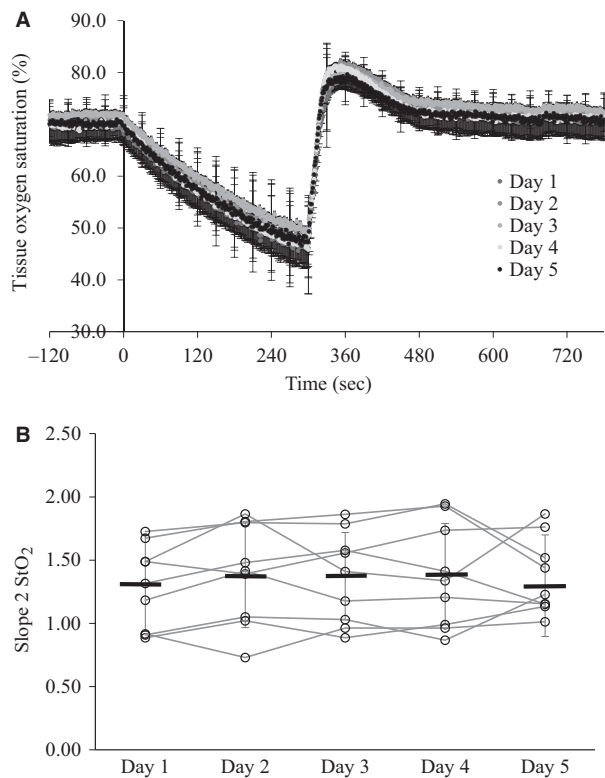 A
90.0
80.0
60.0
50.0
40.0
30.0
Tissue oxygen saturation (%)
Day 1
Day 2
Day 3
Day 4
Day 5
−120 0 120 240 360 480 600 720
Time (sec)
B
2.50
2.00
1.50
1.00
0.50
0.00
Slope 2 StO₂
Day 1 Day 2 Day 3 Day 4 Day 5